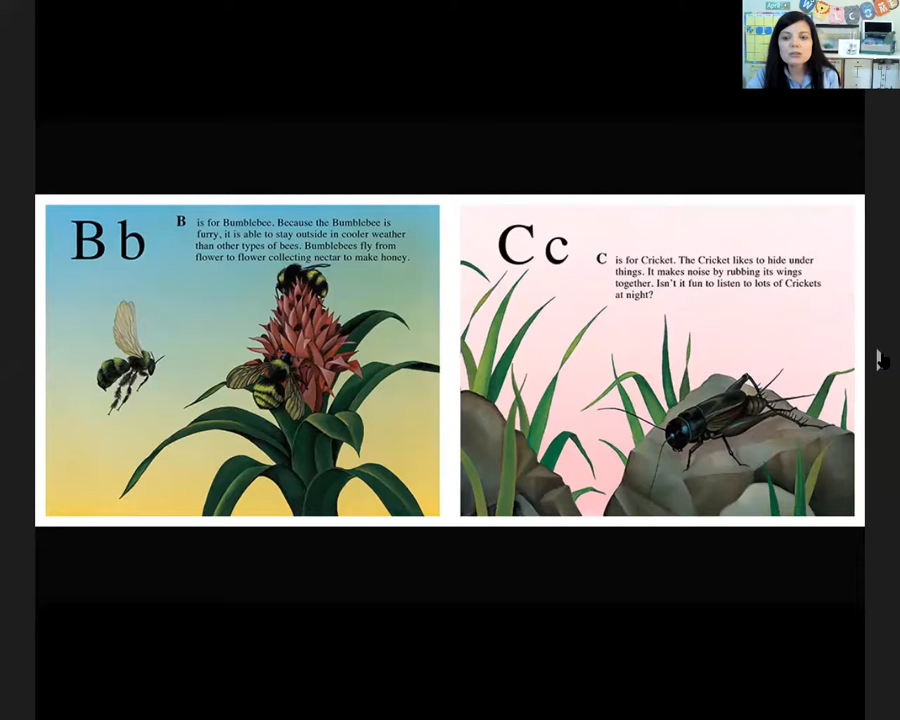 April
WELCOME
B b
B is for Bumblebee. Because the Bumblebee is
furry, it is able to stay outside in cooler weather
than other types of bees. Bumblebees fly from
flower to flower collecting nectar to make honey.
C c
C is for Cricket. The Cricket likes to hide under
things. It makes noise by rubbing its wings
together. Isn't it fun to listen to lots of Crickets
at night?